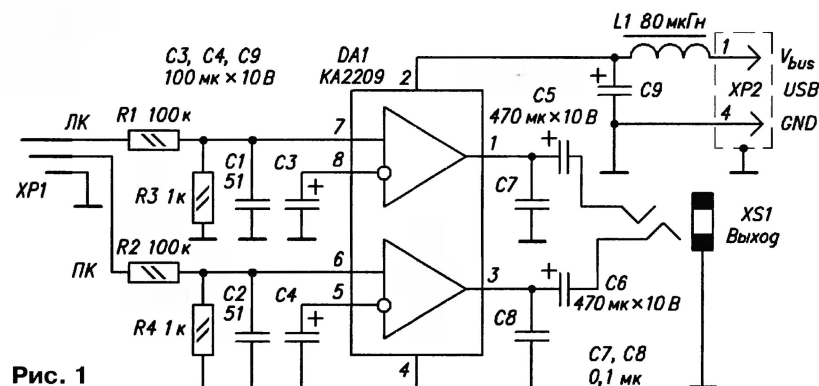 L1 80 мкГн
C3, C4, C9
100 мк × 10 В
DA1
KA2209
2
1
V bus
XP2
USB
C9
4
GND
C5
470 мк × 10 В
ЛК
R1 100 к
7
8
1
C1
51
C3
R3 1 к
C7
XP1
R2 100 к
ПК
6
5
3
C2
51
C4
R4 1 к
C8
C6
470 мк × 10 В
XS1
Выход
4
C7, C8
0,1 мк
Рис. 1